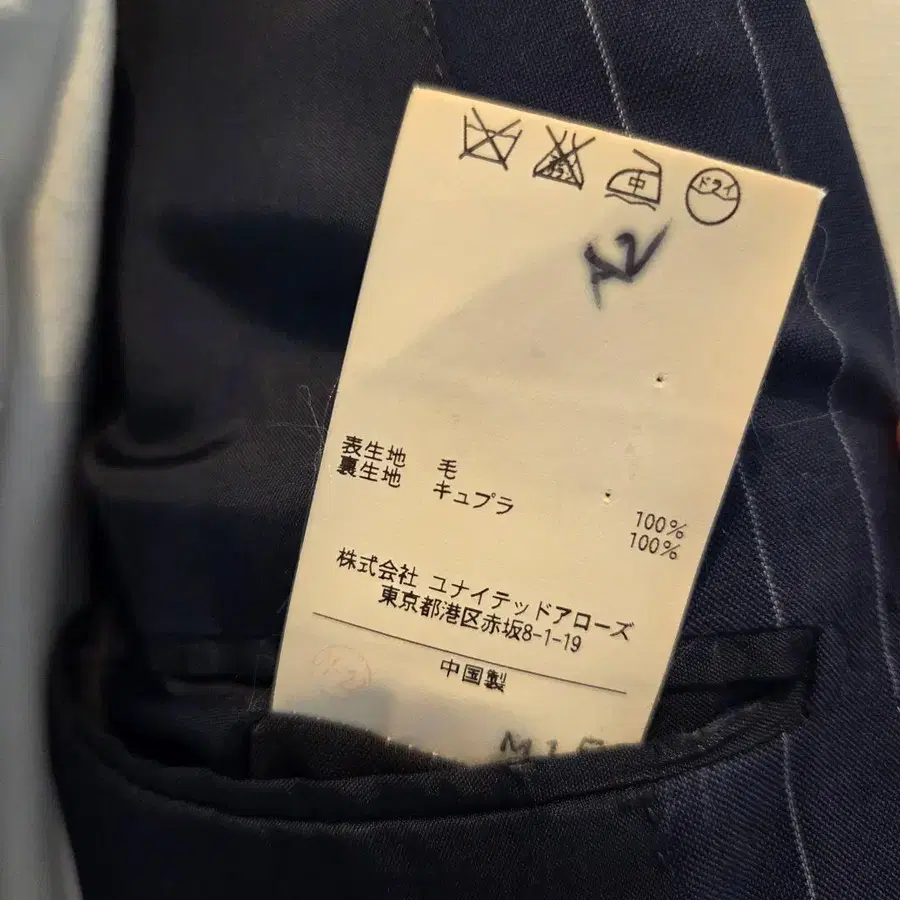 中 ドライ
表生地 毛 100%
裏生地 キュプラ 100%
株式会社 ユナイテッドアローズ
東京都港区赤坂8-1-19
中国製